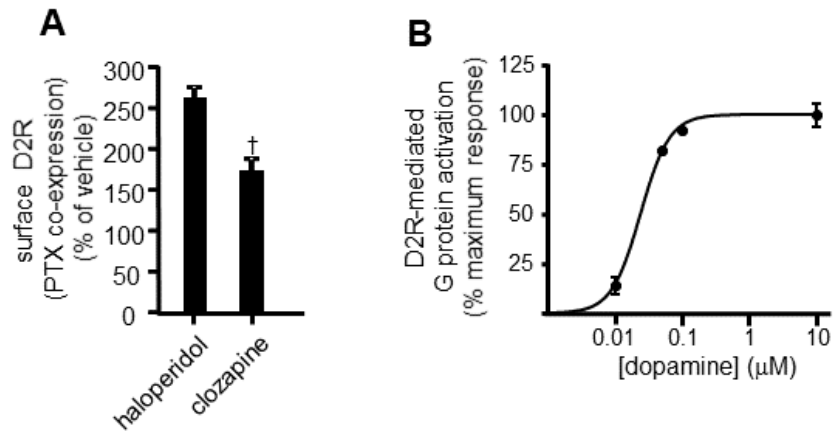 A
surface D2R
(PTX co-expression)
(% of vehicle)
300
250
200
150
100
50
0
†
haloperidol
clozapine
B
D2R-mediated
G protein activation
(% maximum response)
125
100
75
50
25
0.01
0.1
1
10
[dopamine] (μM)